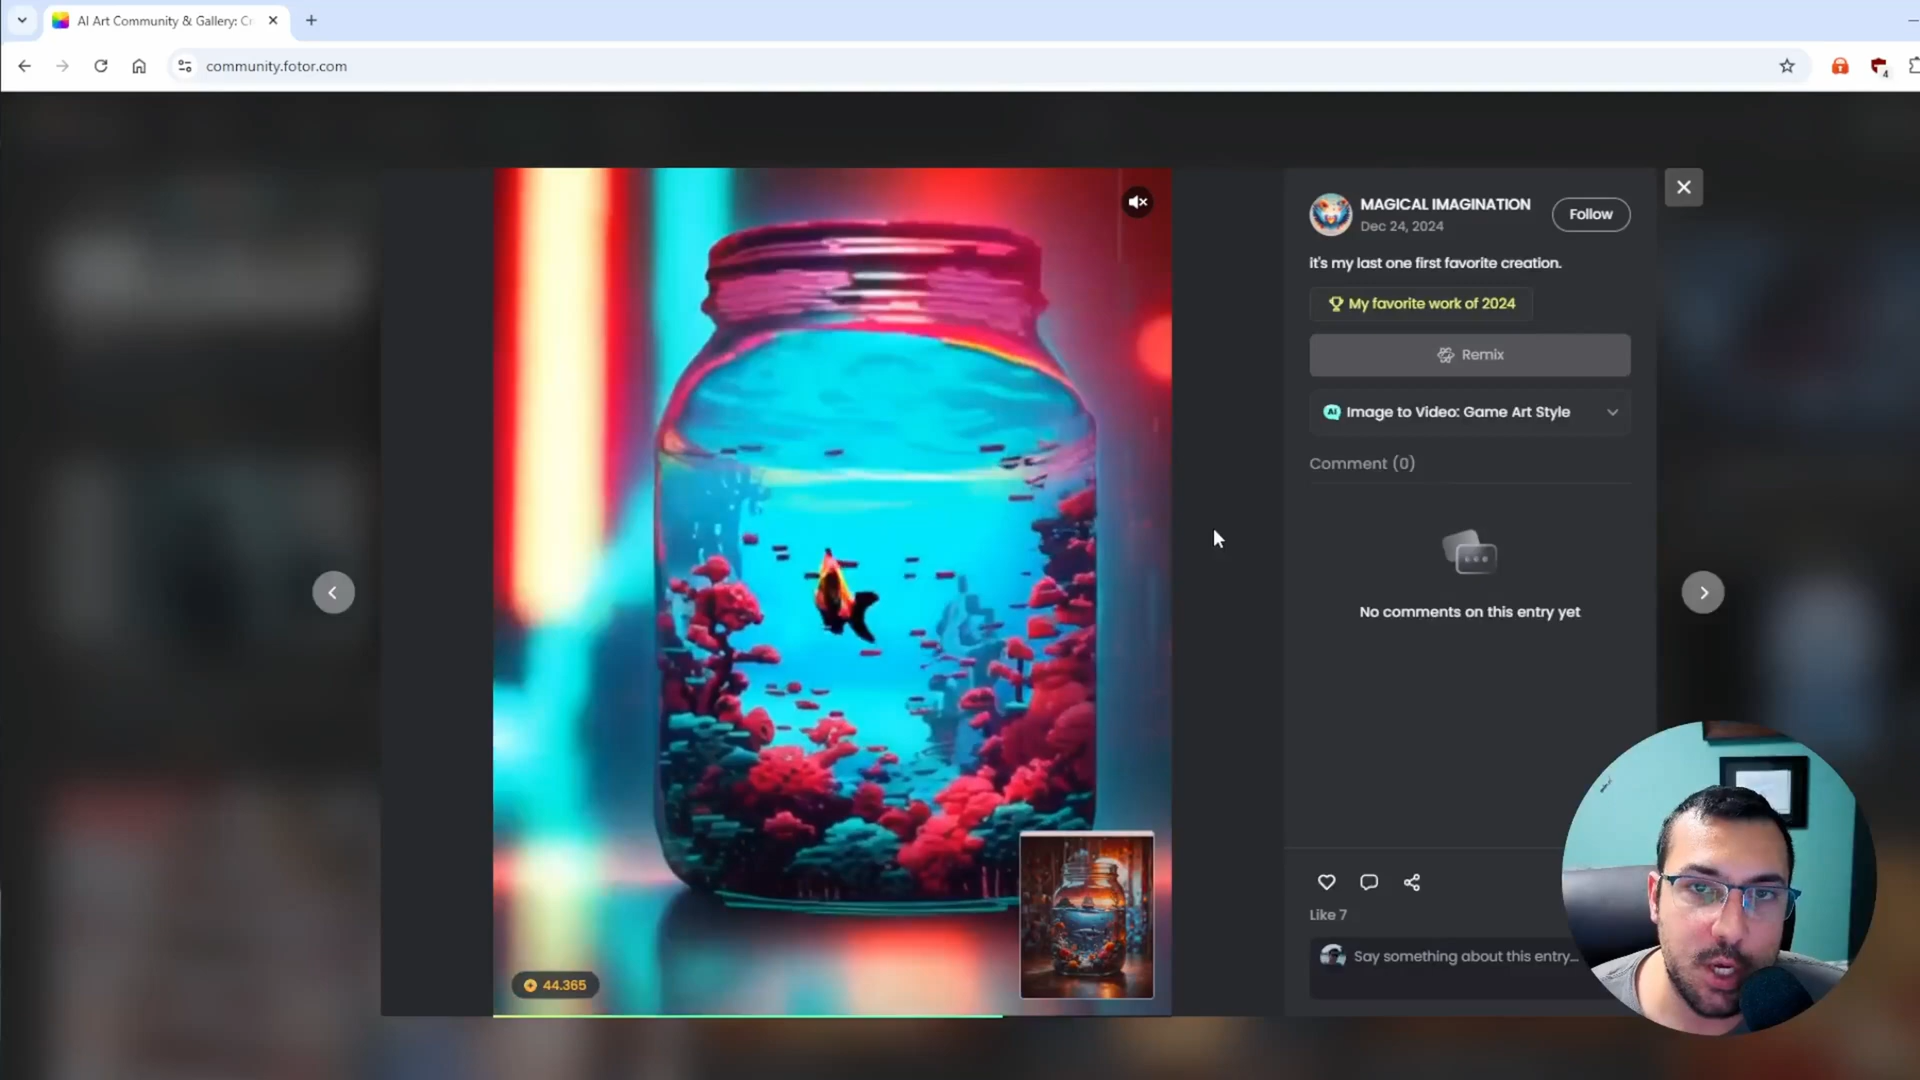 AI Art Community & Gallery: Cr
community.fotor.com
4
MAGICAL IMAGINATION
Dec 24, 2024
Follow
it's my last one first favorite creation.
My favorite work of 2024
Remix
AI Image to Video: Game Art Style
Comment (0)
No comments on this entry yet
Like 7
Say something about this entry...
44.365